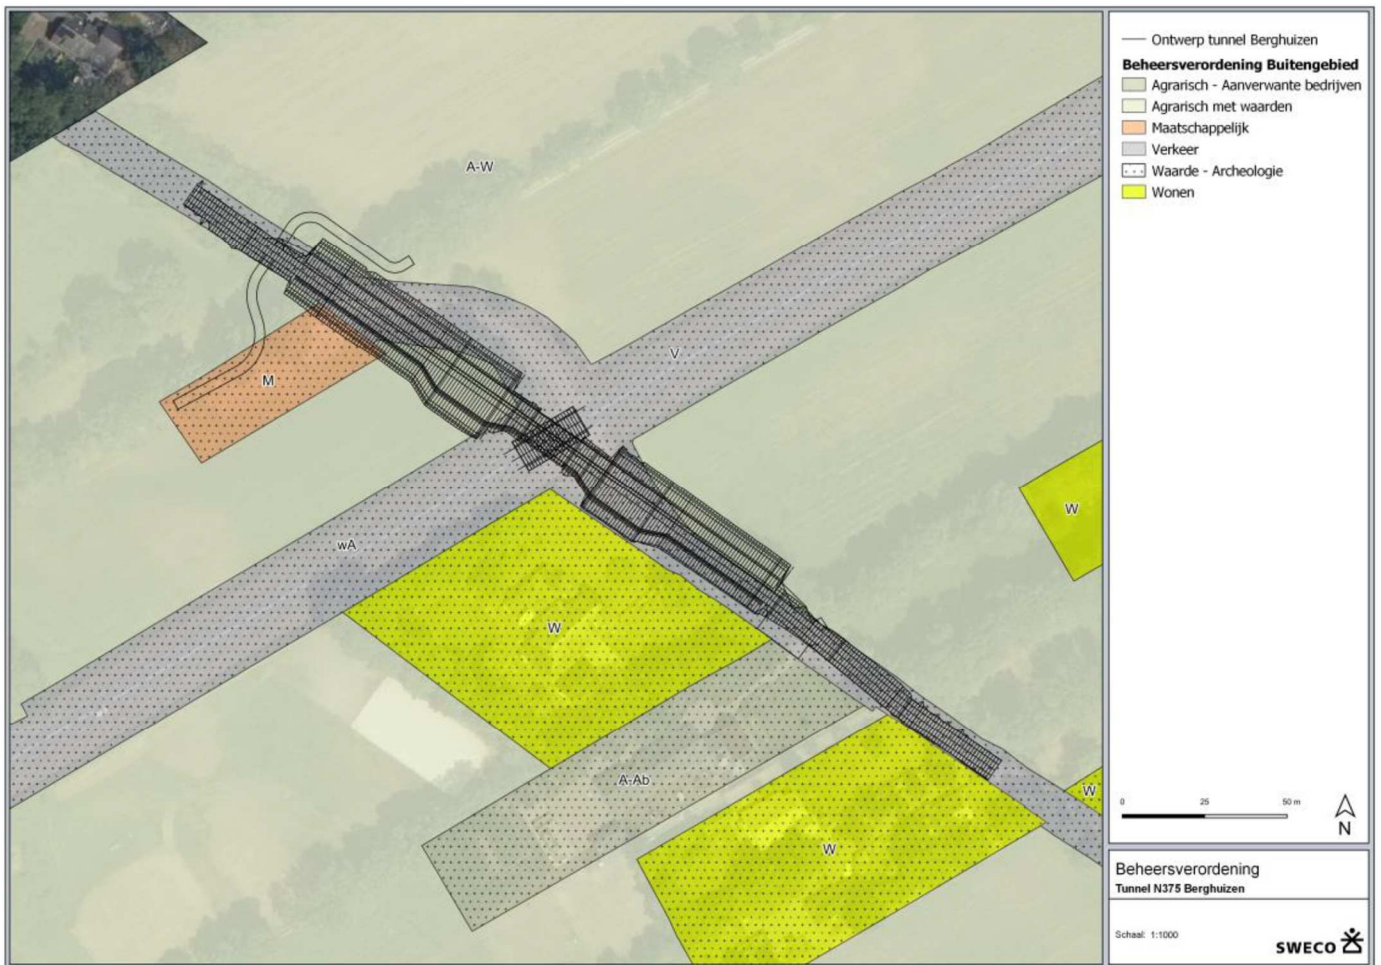 A-W
V
M
wA
W
W
A-Ab
W
W
Ontwerp tunnel Berghuizen
Beheersverordening Buitengebied
Agrarisch - Aanverwante bedrijven
Agrarisch met waarden
Maatschappelijk
Verkeer
Waarde - Archeologie
Wonen
0 25 50 m
N
Beheersverordening
Tunnel N375 Berghuizen
Schaal: 1:1000
SWECO